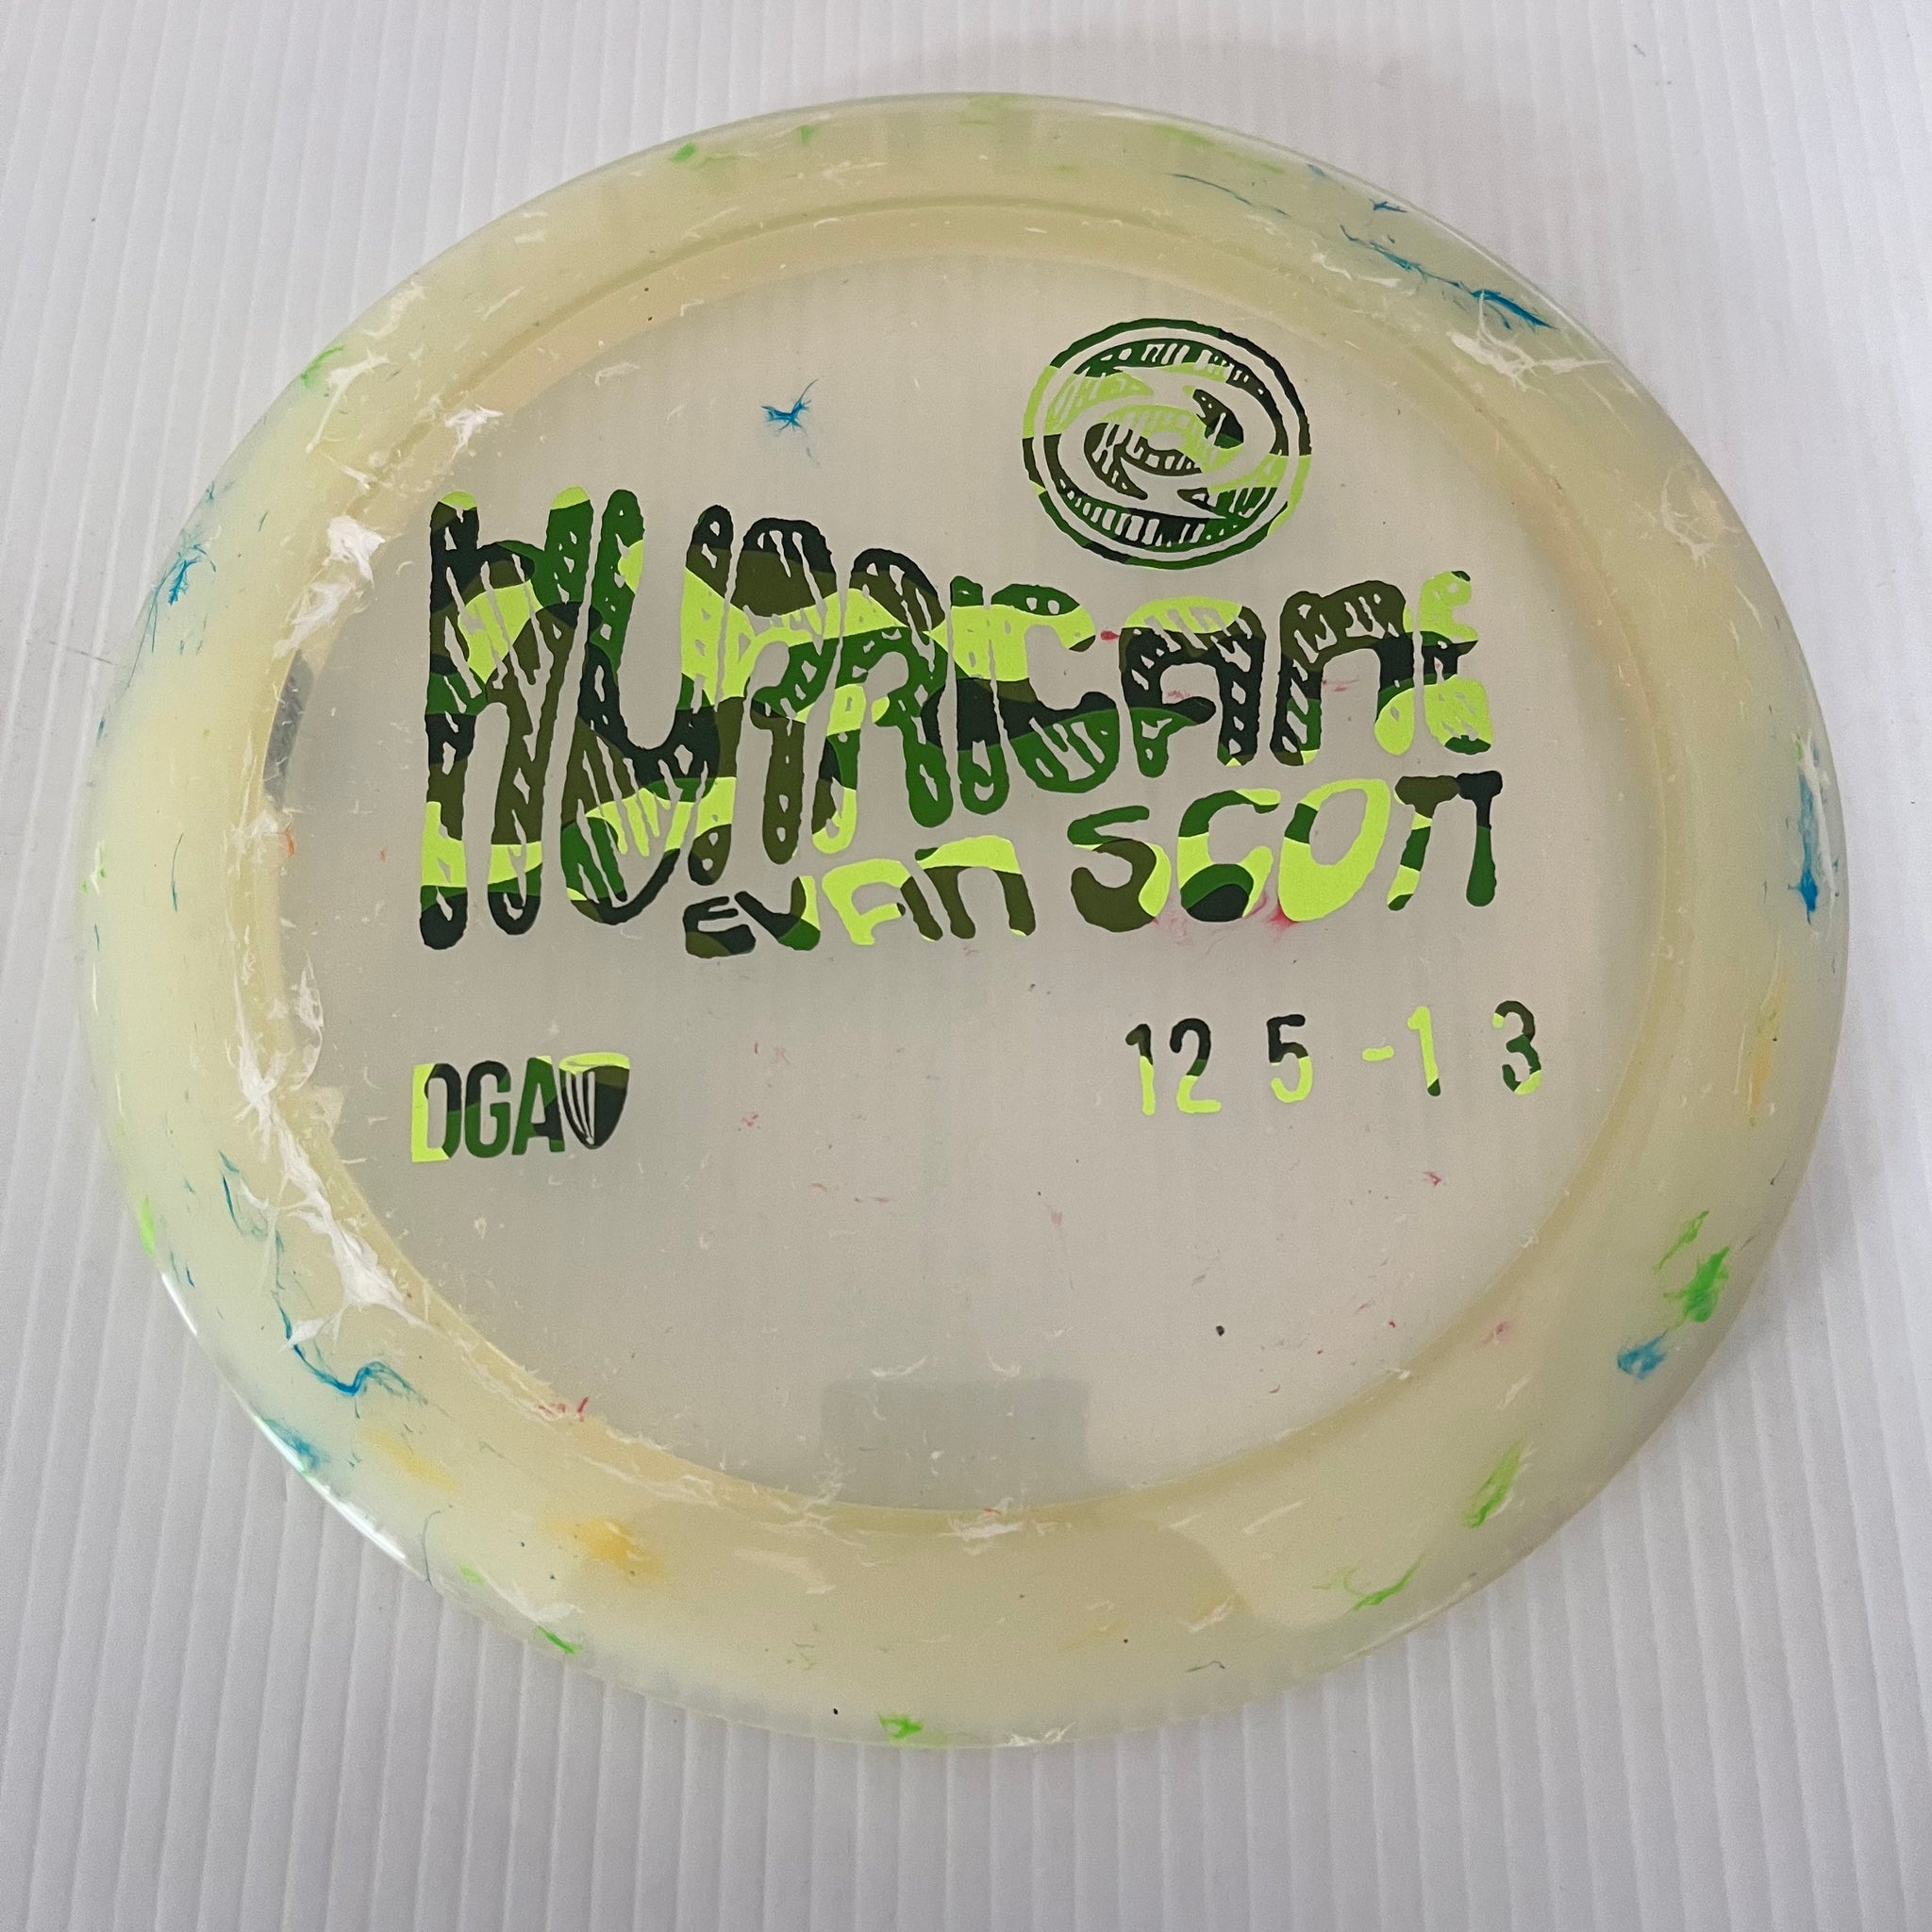 HURRICANE
EVAN SCOTT
DGA
12 5 -1 3